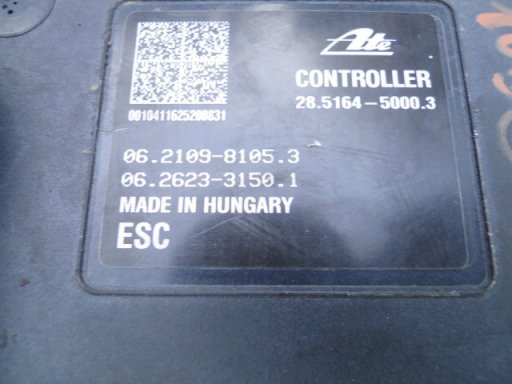 Ate
CONTROLLER
28.5164-5000.3
0010411625200831
06.2109-8105.3
06.2623-3150.1
MADE IN HUNGARY
ESC